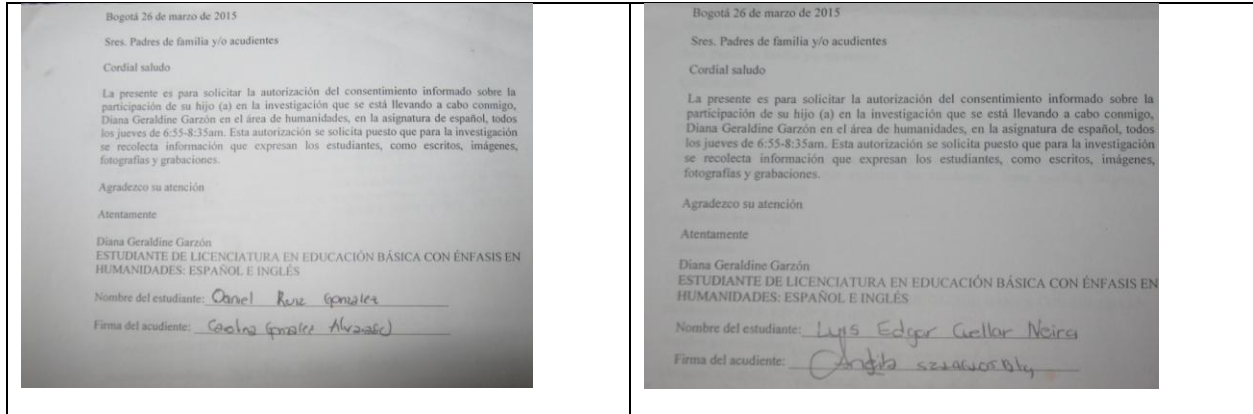 Bogotá 26 de marzo de 2015
Sres. Padres de familia y/o acudientes
Cordial saludo
La presente es para solicitar la autorización del consentimiento informado sobre la
participación de su hijo (a) en la investigación que se está llevando a cabo conmigo,
Diana Geraldine Garzón en el área de humanidades, en la asignatura de español, todos
los jueves de 6:55-8:35am. Esta autorización se solicita puesto que para la investigación
se recolecta información que expresan los estudiantes, como escritos, imágenes,
fotografías y grabaciones.
Agradezco su atención
Atentamente
Diana Geraldine Garzón
ESTUDIANTE DE LICENCIATURA EN EDUCACIÓN BÁSICA CON ÉNFASIS EN
HUMANIDADES: ESPAÑOL E INGLÉS
Nombre del estudiante: Daniel Ruiz Gonzalez
Firma del acudiente: Carolina Gonzalez
Bogotá 26 de marzo de 2015
Sres. Padres de familia y/o acudientes
Cordial saludo
La presente es para solicitar la autorización del consentimiento informado sobre la
participación de su hijo (a) en la investigación que se está llevando a cabo conmigo,
Diana Geraldine Garzón en el área de humanidades, en la asignatura de español, todos
los jueves de 6:55-8:35am. Esta autorización se solicita puesto que para la investigación
se recolecta información que expresan los estudiantes, como escritos, imágenes,
fotografías y grabaciones.
Agradezco su atención
Atentamente
Diana Geraldine Garzón
ESTUDIANTE DE LICENCIATURA EN EDUCACIÓN BÁSICA CON ÉNFASIS EN
HUMANIDADES: ESPAÑOL E INGLÉS
Nombre del estudiante: Luis Edgar Cuellar Neira
Firma del acudiente: